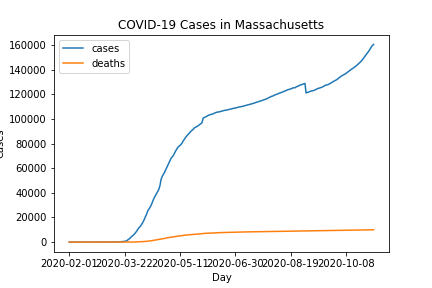 COVID-19 Cases in Massachusetts
cases
deaths
160000
140000
120000
100000
80000
60000
40000
20000
0
cases
2020-02-01 2020-03-22 2020-05-11 2020-06-30 2020-08-19 2020-10-08
Day